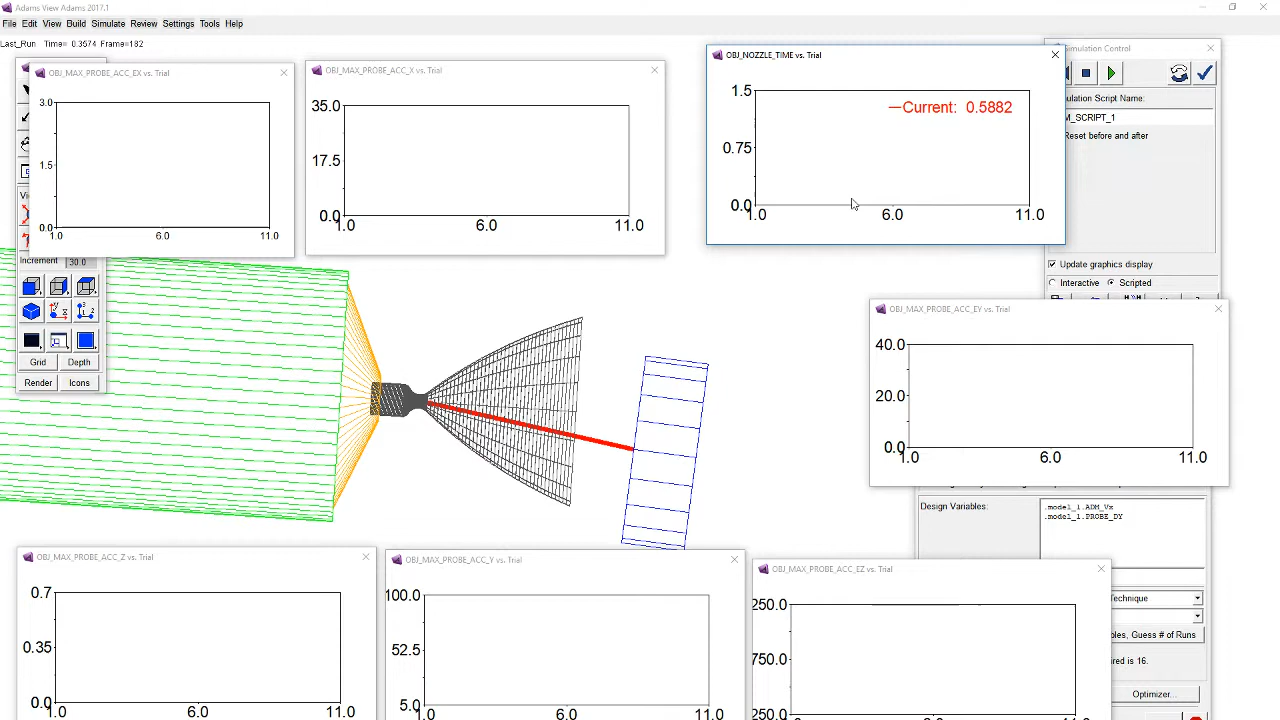 Adams View Adams 2017.1
File Edit View Build Simulate Review Settings Tools Help
Last_Run Time= 0.3574 Frame=182
OBJ_MAX_PROBE_ACC_EX vs. Trial
3.0
1.5
0.0
1.0 6.0 11.0
OBJ_MAX_PROBE_ACC_X vs. Trial
35.0
17.5
0.0
1.0 6.0 11.0
OBJ_NOZZLE_TIME vs. Trial
1.5
Current: 0.5882
0.75
0.0
1.0 6.0 11.0
Simulation Control
ulation Script Name:
M_SCRIPT_1
Reset before and after
Update graphics display
Interactive Scripted
Increment 30.0
Grid Depth
Render Icons
OBJ_MAX_PROBE_ACC_EY vs. Trial
40.0
20.0
0.0
1.0 6.0 11.0
Design Variables:
.model_1.ADM_Vx
.model_1.PROBE_DY
Technique
bles, Guess # of Runs
ired is 16.
Optimizer...
OBJ_MAX_PROBE_ACC_Z vs. Trial
0.7
0.35
0.0
1.0 6.0 11.0
OBJ_MAX_PROBE_ACC_Y vs. Trial
100.0
52.5
5.0
1.0 6.0 11.0
OBJ_MAX_PROBE_ACC_EZ vs. Trial
250.0
750.0
250.0